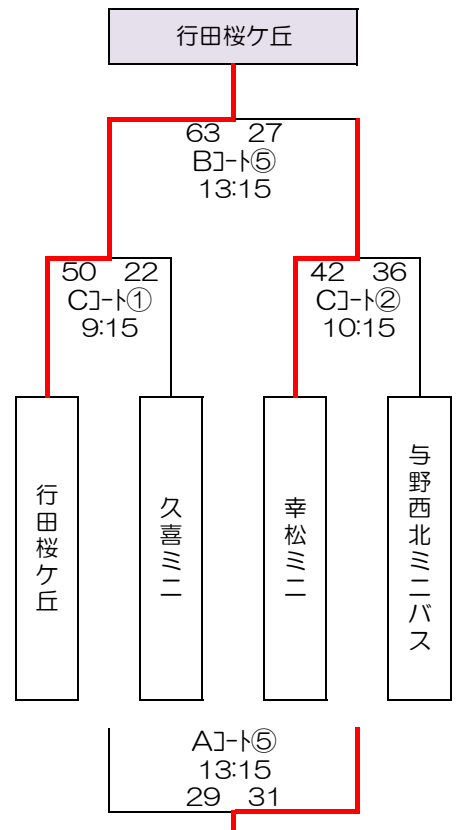 行田桜ケ丘
63 27
Bｺｰﾄ⑤
13:15
50 22
Cｺｰﾄ①
9:15
42 36
Cｺｰﾄ②
10:15
行田桜ケ丘
久喜ミニ
幸松ミニ
与野西北ミニバス
Aｺｰﾄ⑤
13:15
29 31